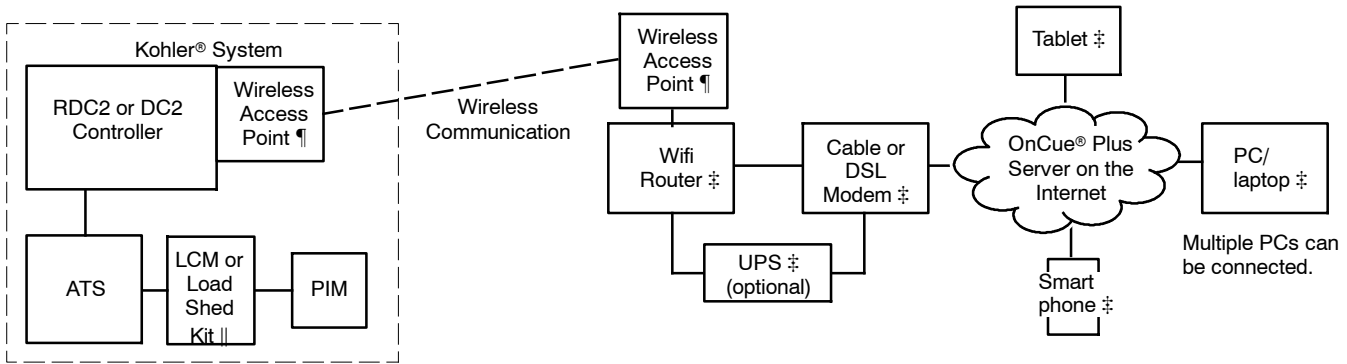 Kohler® System
RDC2 or DC2
Controller
Wireless
Access
Point ¶
ATS
LCM or
Load
Shed
Kit ||
PIM
Wireless
Communication
Wireless
Access
Point ¶
Wifi
Router ‡
Cable or
DSL
Modem ‡
UPS ‡
(optional)
Tablet ‡
OnCue® Plus
Server on the
Internet
PC/
laptop ‡
Multiple PCs can
be connected.
Smart
phone ‡